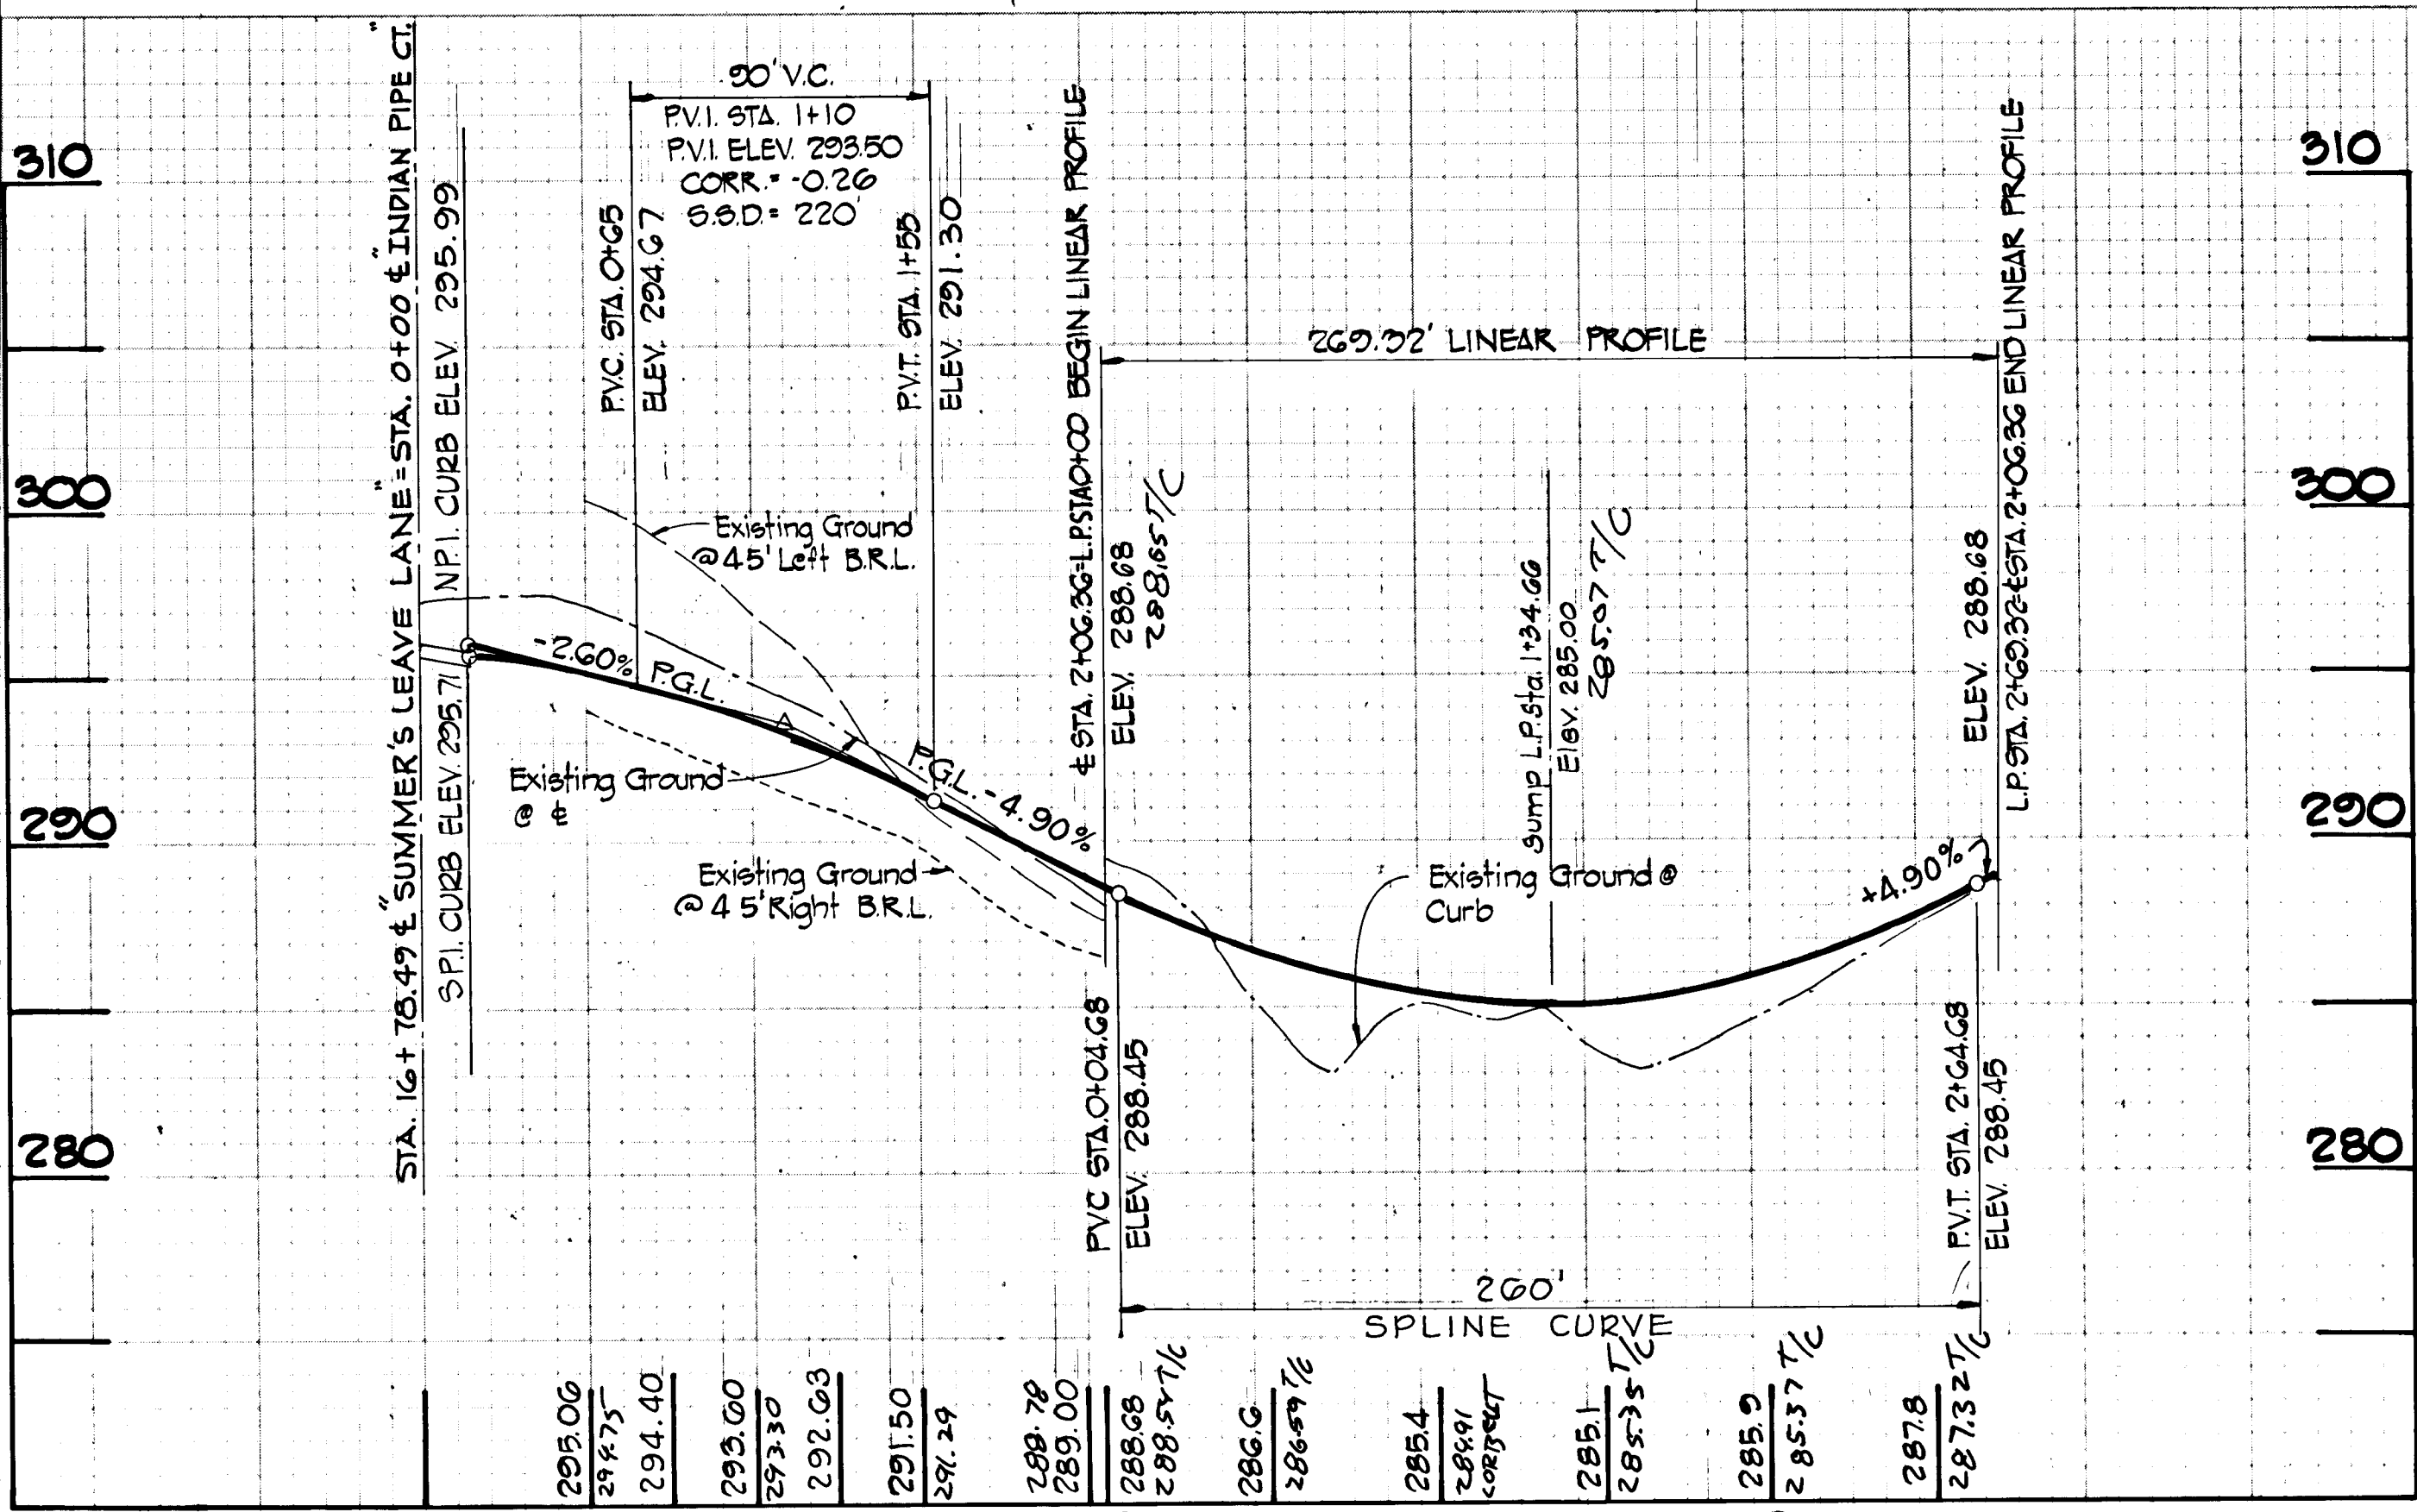 310
300
290
280
STA. 16+78.49 ℄ "SUMMER'S LEAVE LANE" = STA. 0+00 ℄ "INDIAN PIPE CT."
N.P.I. CURB ELEV. 295.99
S.P.I. CURB ELEV. 295.71
90' V.C.
P.V.I. STA. 1+10
P.V.I. ELEV. 293.50
CORR. = -0.26
S.S.D. = 220'
P.V.C. STA. 0+65
ELEV. 294.67
P.V.T. STA. 1+55
ELEV. 291.30
Existing Ground
@ 45' Left B.R.L.
-2.60% P.G.L.
Existing Ground
@ ℄
P.G.L. -4.90%
Existing Ground
@ 45' Right B.R.L.
℄ STA. 2+06.36=L.P.STA.0+00 BEGIN LINEAR PROFILE
ELEV. 288.68
288.65 T/C
269.32' LINEAR PROFILE
Sump L.P.Sta. 1+34.66
Elev. 285.00
285.07 T/C
Existing Ground @
Curb
+4.90%
ELEV. 288.68
L.P.STA. 2+69.32=℄STA. 2+06.36 END LINEAR PROFILE
PVC STA. 0+04.68
ELEV. 288.45
P.V.T. STA. 2+64.68
ELEV. 288.45
260'
SPLINE CURVE
310
300
290
280
295.06
294.75
294.40
293.60
293.30
292.63
291.50
291.29
288.78
289.00
288.68
288.54 T/C
286.6
286.59 T/C
285.4
284.91
285.1
285.35 T/C
285.9
285.37 T/C
287.8
287.32 T/C